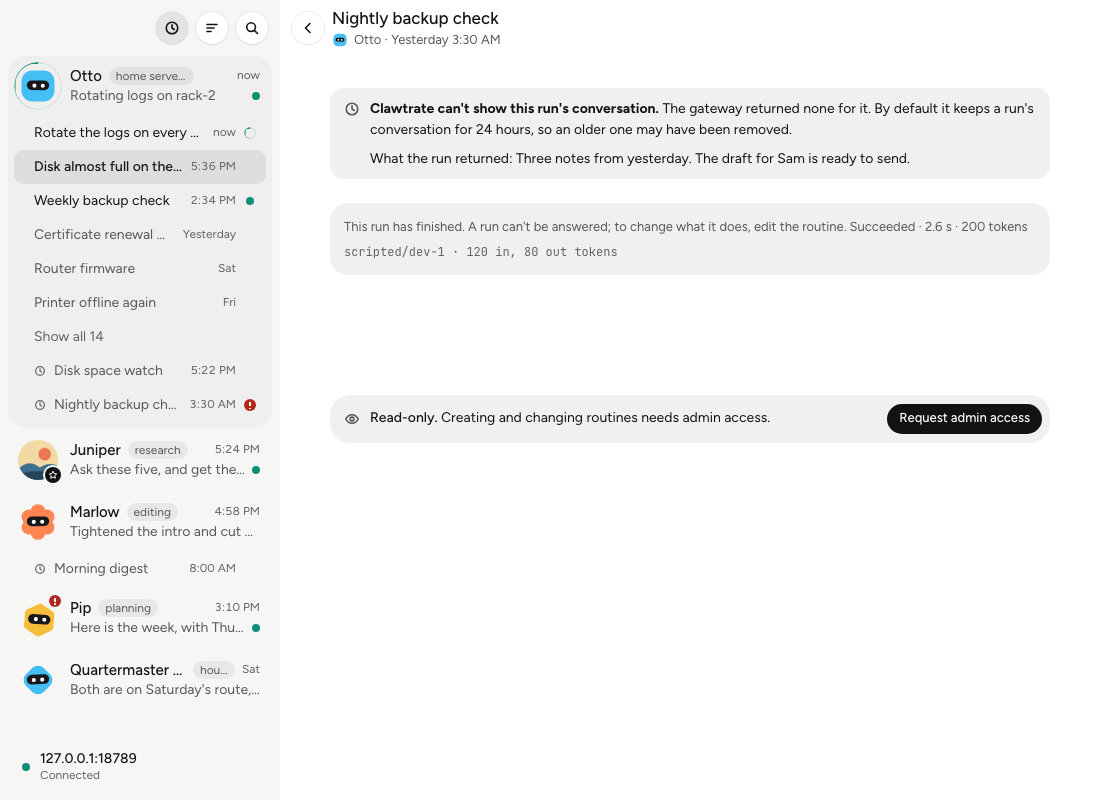 Otto home serve... now
Rotating logs on rack-2
Rotate the logs on every ... now
Disk almost full on the... 5:36 PM
Weekly backup check 2:34 PM
Certificate renewal ... Yesterday
Router firmware Sat
Printer offline again Fri
Show all 14
Disk space watch 5:22 PM
Nightly backup ch... 3:30 AM
Juniper research 5:24 PM
Ask these five, and get the...
Marlow editing 4:58 PM
Tightened the intro and cut ...
Morning digest 8:00 AM
Pip planning 3:10 PM
Here is the week, with Thu...
Quartermaster ... hou... Sat
Both are on Saturday's route,...
127.0.0.1:18789
Connected
Nightly backup check
Otto · Yesterday 3:30 AM
Clawtrate can't show this run's conversation. The gateway returned none for it. By default it keeps a run's
conversation for 24 hours, so an older one may have been removed.
What the run returned: Three notes from yesterday. The draft for Sam is ready to send.
This run has finished. A run can't be answered; to change what it does, edit the routine. Succeeded · 2.6 s · 200 tokens
scripted/dev-1 · 120 in, 80 out tokens
Read-only. Creating and changing routines needs admin access.
Request admin access